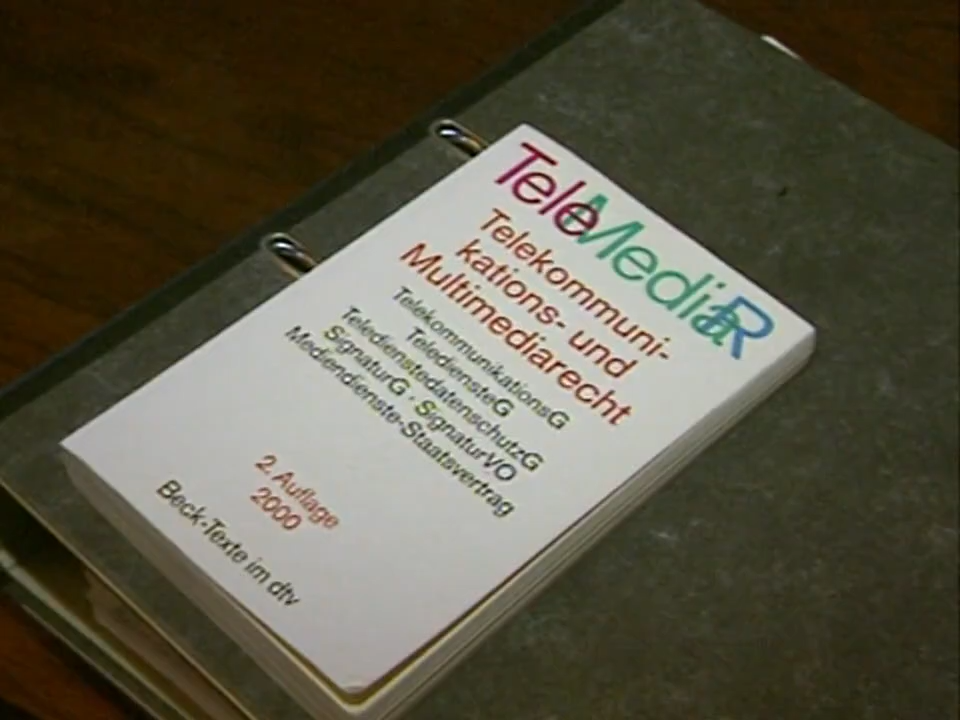 TeleMediaR
Telekommuni-
kations- und
Multimediarecht
TelekommunikationsG
TelediensteG
TeledienstedatenschutzG
SignaturG · SignaturVO
Mediendienste-Staatsvertrag
2. Auflage
2000
Beck-Texte im dtv